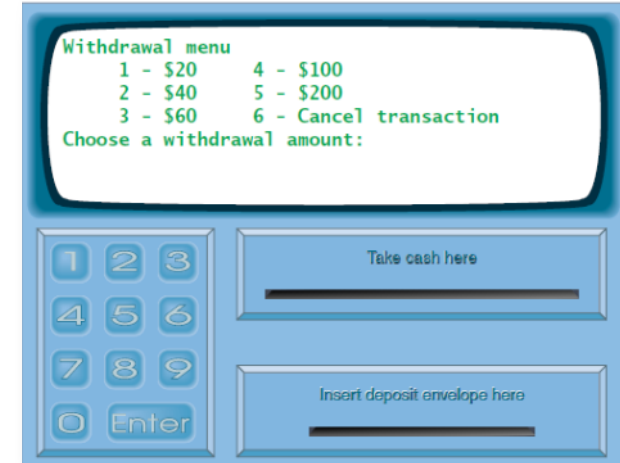 Withdrawal menu
1 - $20 4 - $100
2 - $40 5 - $200
3 - $60 6 - Cancel transaction
Choose a withdrawal amount:
1 2 3
Take cash here
4 5 6
7 8 9
Insert deposit envelope here
0 Enter